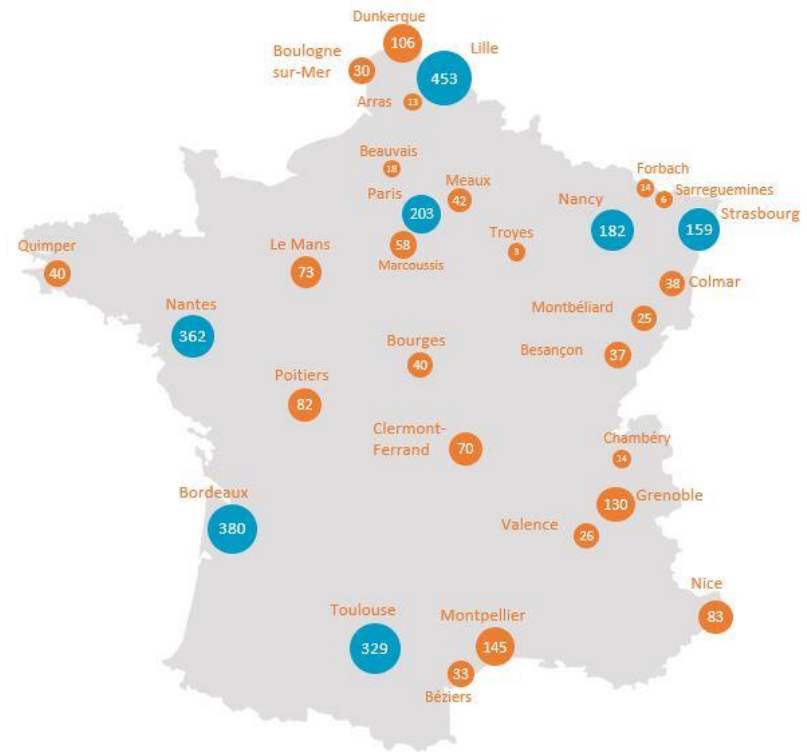 Dunkerque
106
Boulogne
sur-Mer
30
Lille
453
Arras
13
Beauvais
18
Paris
203
Meaux
42
Forbach
14
Sarreguemines
6
Nancy
182
Strasbourg
159
Troyes
3
58
Marcoussis
Quimper
40
Le Mans
73
38
Colmar
Nantes
362
Montbéliard
25
Bourges
40
Besançon
37
Poitiers
82
Clermont-
Ferrand
70
Chambéry
14
Bordeaux
380
130
Grenoble
Valence
26
Nice
83
Toulouse
329
Montpellier
145
33
Béziers